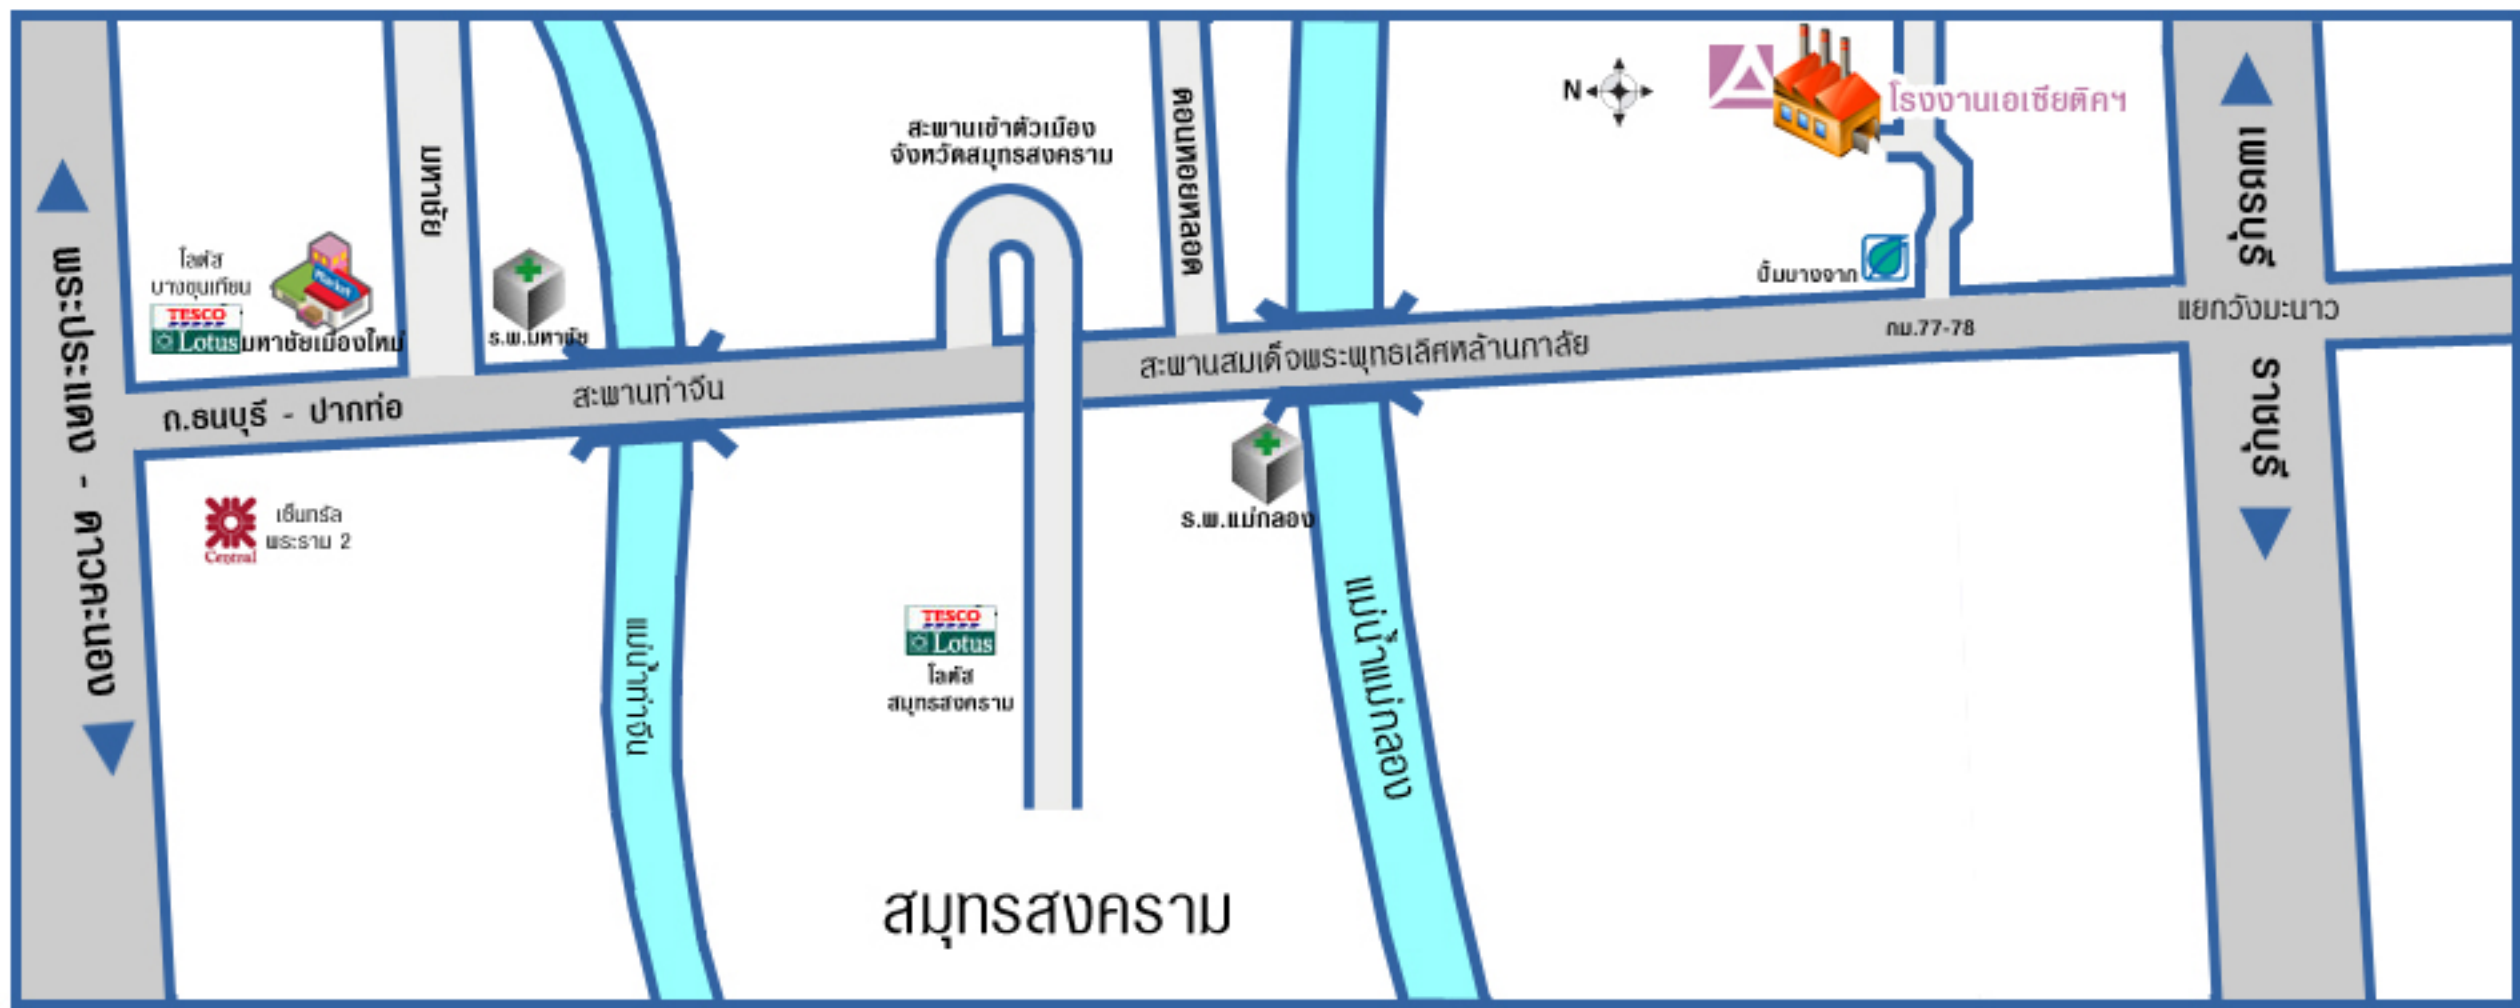 พระประแดง - ดาวคะนอง
โลตัส
บางขุนเทียน
TESCO
Lotus
Market
มหาชัยเมืองใหม่
มหาชัย
ร.พ.มหาชัย
ถ.ธนบุรี - ปากท่อ
สะพานท่าจีน
Central
เซ็นทรัล
พระราม 2
แม่น้ำท่าจีน
สะพานเข้าตัวเมือง
จังหวัดสมุทรสงคราม
ดอนหอยหลอด
สะพานสมเด็จพระพุทธเลิศหล้านภาลัย
ร.พ.แม่กลอง
TESCO
Lotus
โลตัส
สมุทรสงคราม
แม่น้ำแม่กลอง
สมุทรสงคราม
N
โรงงานเอเซียติคฯ
ปั๊มบางจาก
กม.77-78
แยกวังมะนาว
เพชรบุรี
ราชบุรี